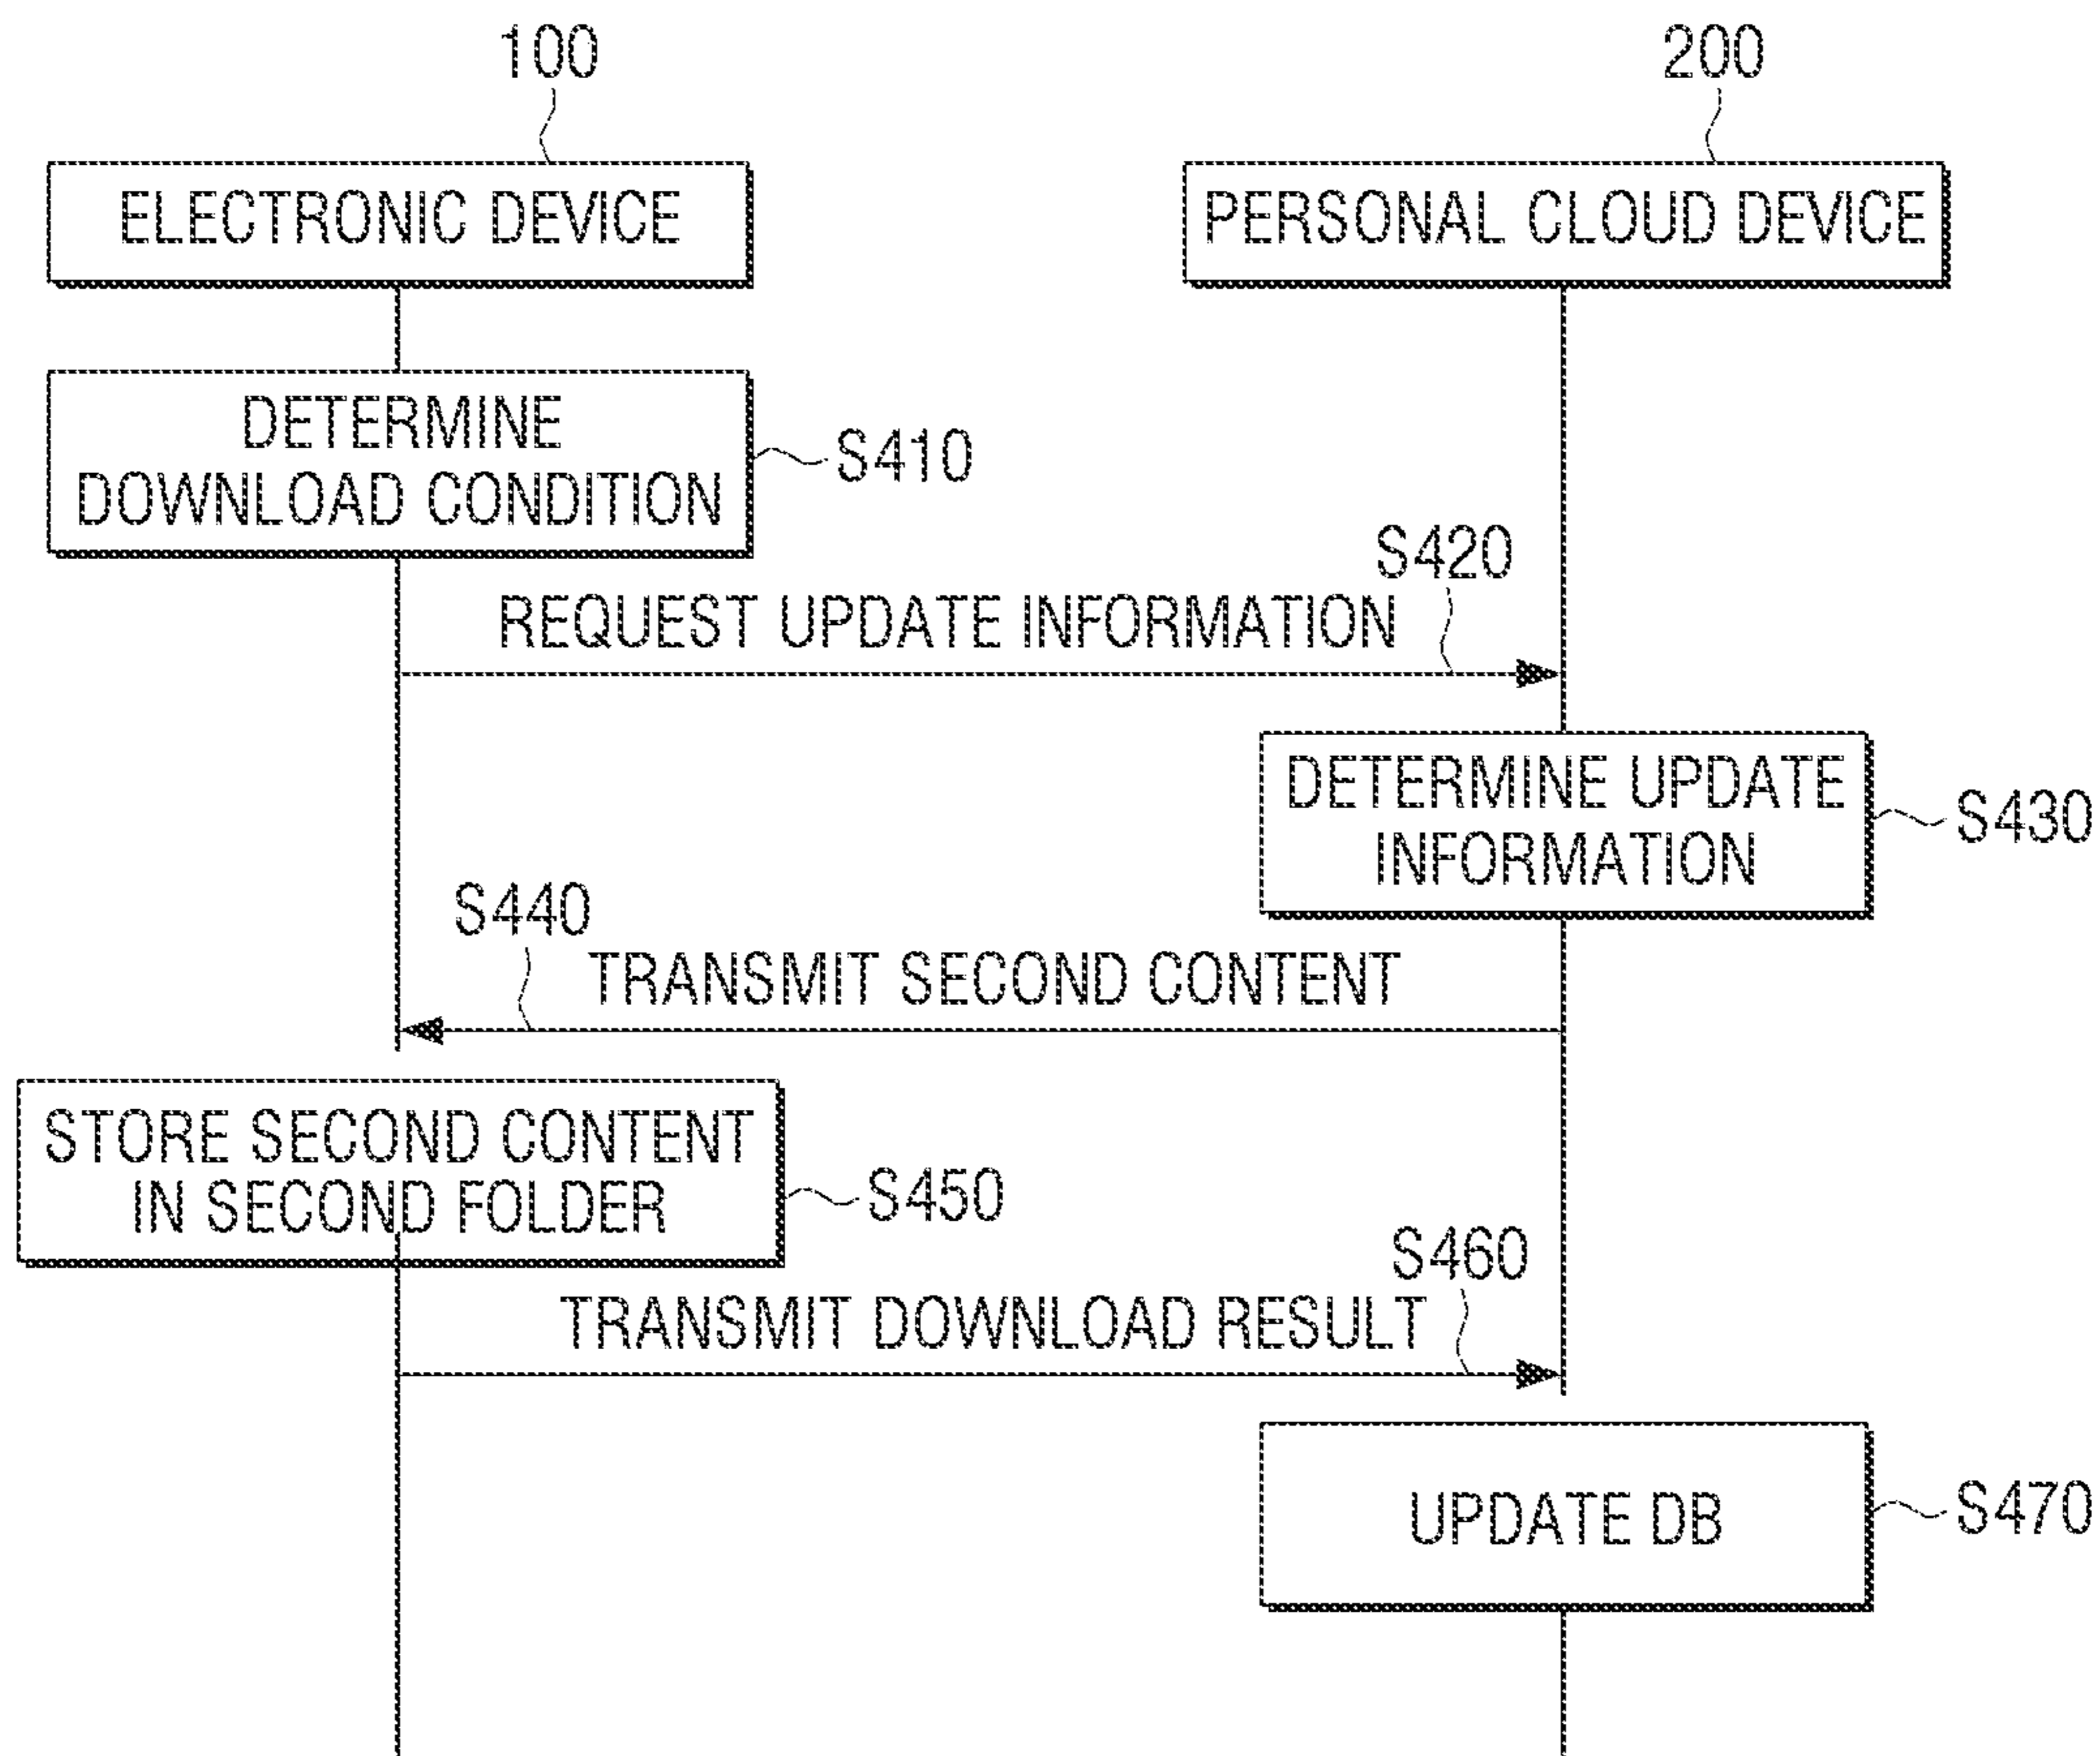 100
200
ELECTRONIC DEVICE
PERSONAL CLOUD DEVICE
DETERMINE
DOWNLOAD CONDITION
S410
S420
REQUEST UPDATE INFORMATION
DETERMINE UPDATE
INFORMATION
S430
S440
TRANSMIT SECOND CONTENT
STORE SECOND CONTENT
IN SECOND FOLDER
S450
S460
TRANSMIT DOWNLOAD RESULT
UPDATE DB
S470